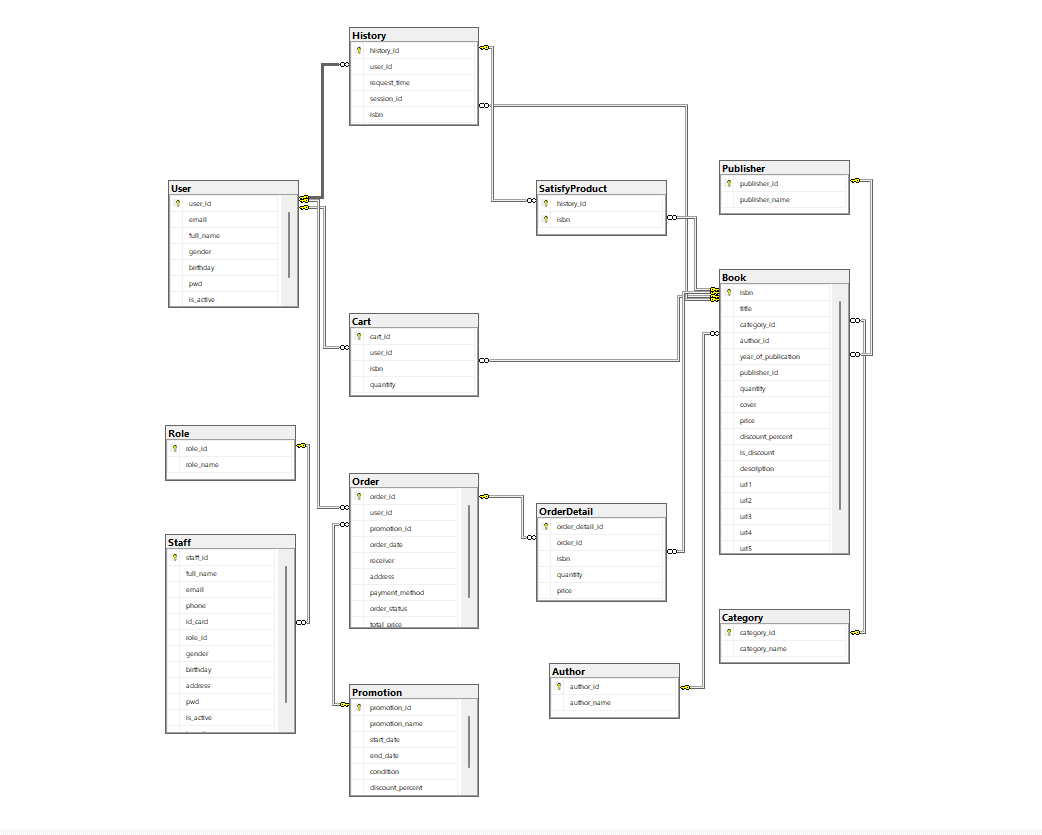 History
history_id
user_id
request_time
session_id
isbn
Publisher
publisher_id
publisher_name
User
user_id
email
full_name
gender
birthday
pwd
is_active
SatisfyProduct
history_id
isbn
Book
isbn
title
category_id
author_id
year_of_publication
publisher_id
quantity
cover
price
discount_percent
is_discount
description
url1
url2
url3
url4
url5
Cart
cart_id
user_id
isbn
quantity
Role
role_id
role_name
Order
order_id
user_id
promotion_id
order_date
receiver
address
payment_method
order_status
total_price
OrderDetail
order_detail_id
order_id
isbn
quantity
price
Staff
staff_id
full_name
email
phone
id_card
role_id
gender
birthday
address
pwd
is_active
Category
category_id
category_name
Author
author_id
author_name
Promotion
promotion_id
promotion_name
start_date
end_date
condition
discount_percent